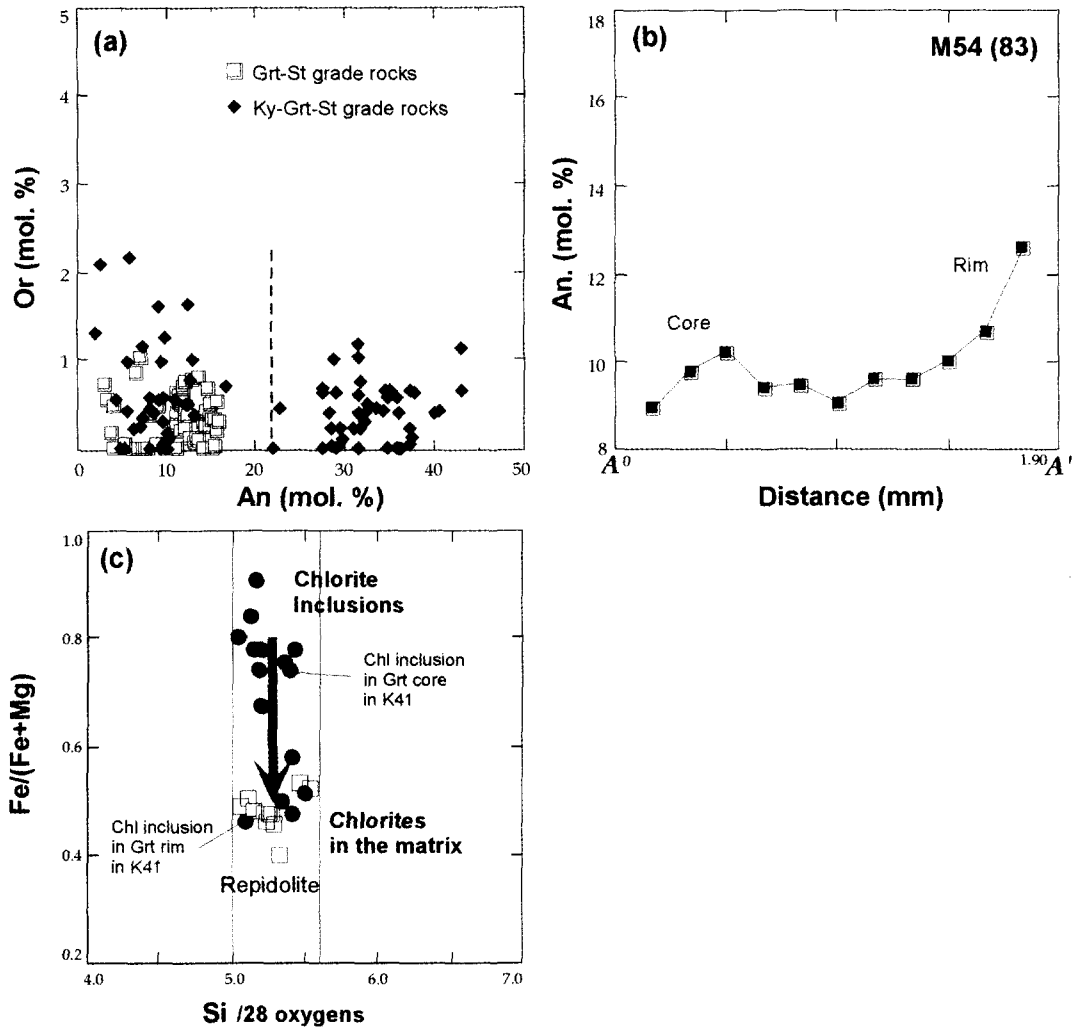 (a)
Grt-St grade rocks
Ky-Grt-St grade rocks
Or (mol. %)
5
4
3
2
1
0
0
10
20
30
40
50
An (mol. %)
(b)
M54 (83)
An. (mol. %)
18
16
14
12
10
8
Core
Rim
A 0
1.90 A'
Distance (mm)
(c)
Fe/(Fe+Mg)
1.0
0.8
0.6
0.4
0.2
Chlorite
Inclusions
Chl inclusion
in Grt core
in K41
Chl inclusion
in Grt rim
in K41
Chlorites
in the matrix
Repidolite
4.0
5.0
6.0
7.0
Si /28 oxygens